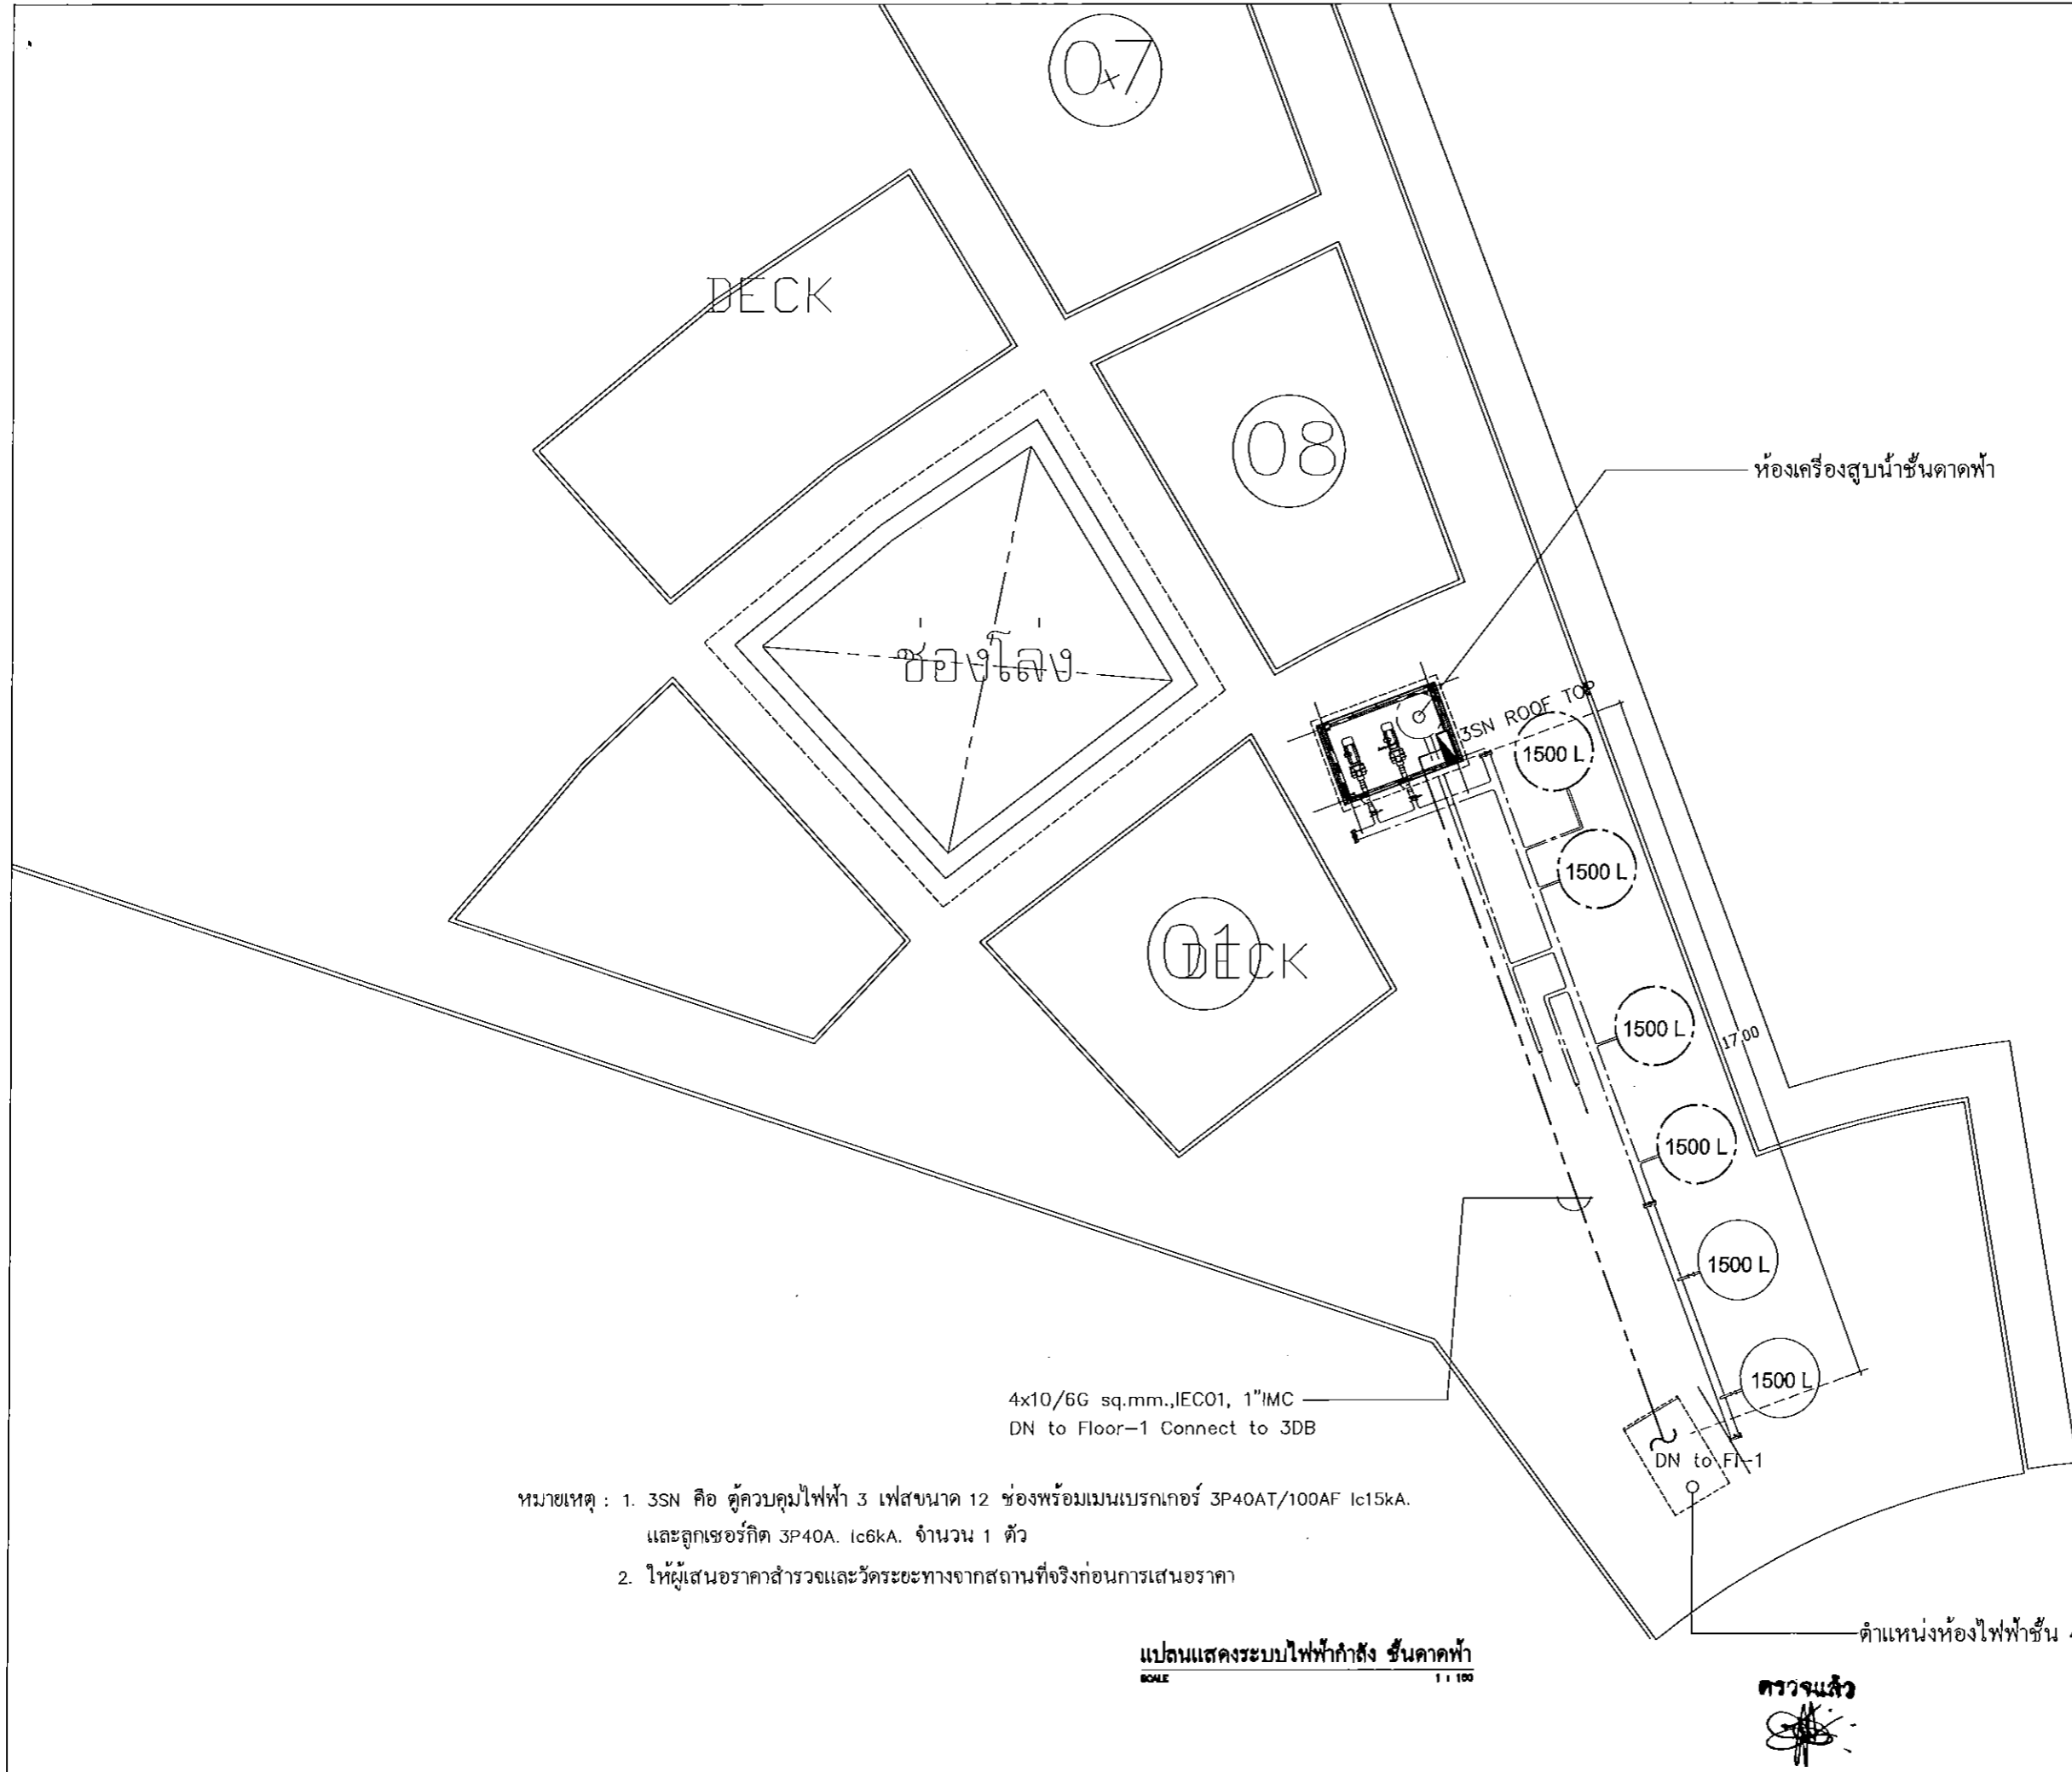 07
DECK
08
ห้องเครื่องสูบน้ำชั้นดาดฟ้า
ช่องโล่ง
3SN ROOF TOP
1500 L
1500 L
01
DECK
1500 L
17.00
1500 L
1500 L
1500 L
4x10/6G sq.mm.,IEC01, 1"IMC
DN to Floor-1 Connect to 3DB
DN to Fl-1
หมายเหตุ : 1. 3SN คือ ตู้ควบคุมไฟฟ้า 3 เฟสขนาด 12 ช่องพร้อมเมนเบรกเกอร์ 3P40AT/100AF Ic15kA.
และลูกเซอร์กิต 3P40A. Ic6kA. จำนวน 1 ตัว
2. ให้ผู้เสนอราคาสำรวจและวัดระยะทางจากสถานที่จริงก่อนการเสนอราคา
ตำแหน่งห้องไฟฟ้าชั้น
แปลนแสดงระบบไฟฟ้ากำลัง ชั้นดาดฟ้า
SCALE
ตรวจแล้ว